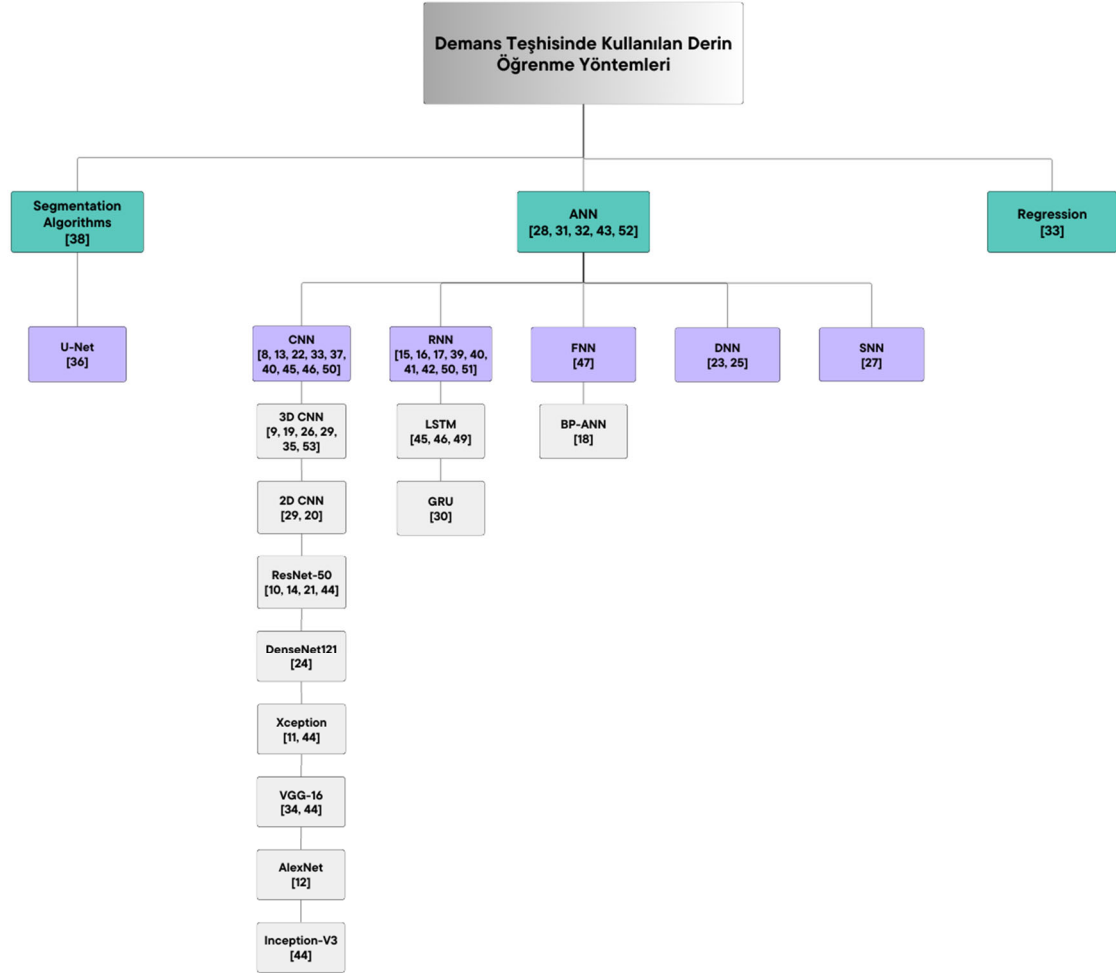 Demans Teşhisinde Kullanılan Derin
Öğrenme Yöntemleri
Segmentation
Algorithms
[38]
ANN
[28, 31, 32, 43, 52]
Regression
[33]
U-Net
[36]
CNN
[8, 13, 22, 33, 37,
40, 45, 46, 50]
RNN
[15, 16, 17, 39, 40,
41, 42, 50, 51]
FNN
[47]
DNN
[23, 25]
SNN
[27]
3D CNN
[9, 19, 26, 29,
35, 53]
LSTM
[45, 46, 49]
BP-ANN
[18]
2D CNN
[29, 20]
GRU
[30]
ResNet-50
[10, 14, 21, 44]
DenseNet121
[24]
Xception
[11, 44]
VGG-16
[34, 44]
AlexNet
[12]
Inception-V3
[44]